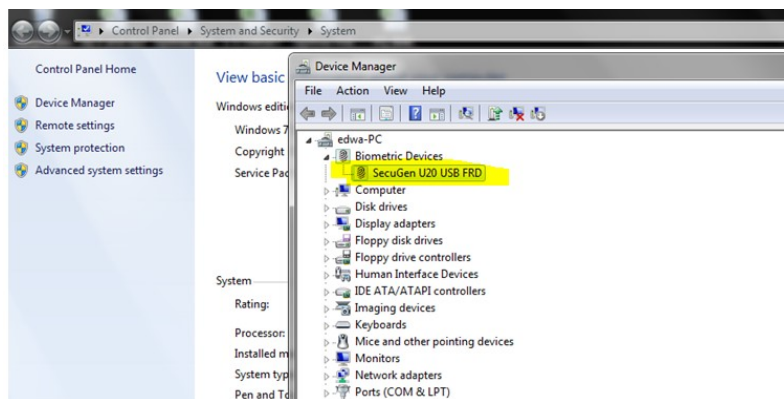 Control Panel ▸ System and Security ▸ System
Control Panel Home
Device Manager
Remote settings
System protection
Advanced system settings
View basic
Windows editi
Windows 7
Copyright
Service Pac
System
Rating:
Processor:
Installed m
System typ
Pen and To
Device Manager
File Action View Help
edwa-PC
Biometric Devices
SecuGen U20 USB FRD
Computer
Disk drives
Display adapters
Floppy disk drives
Floppy drive controllers
Human Interface Devices
IDE ATA/ATAPI controllers
Imaging devices
Keyboards
Mice and other pointing devices
Monitors
Network adapters
Ports (COM & LPT)